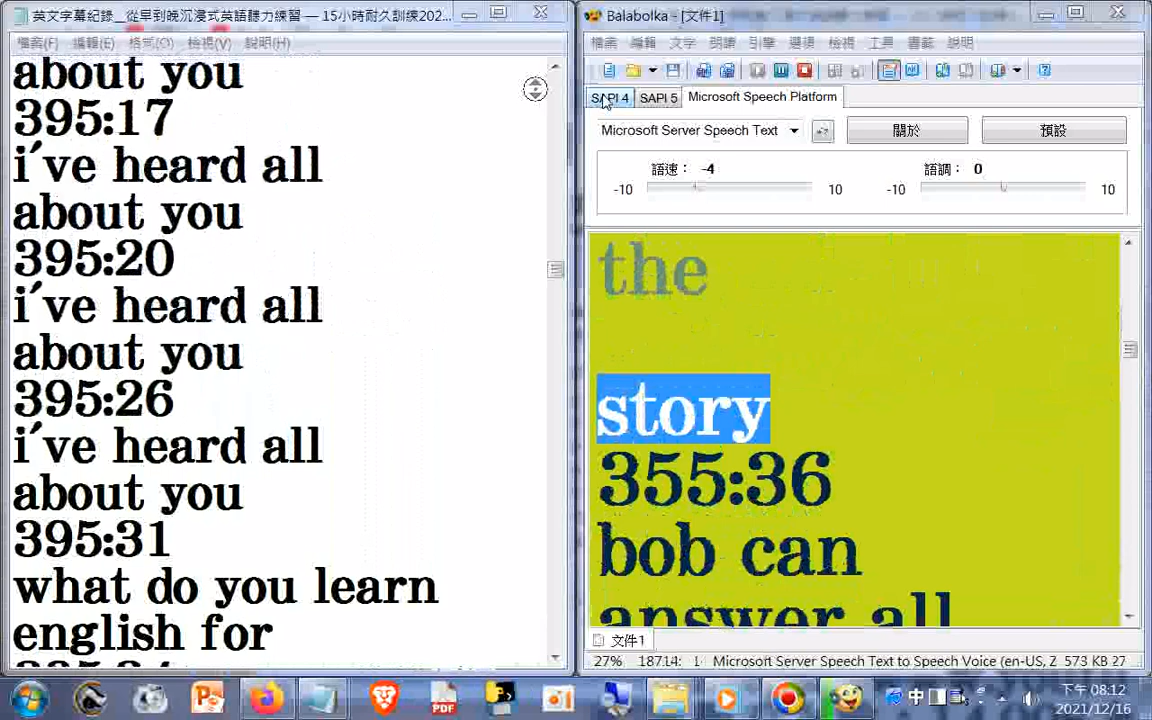 英文字幕紀錄__從早到晚沉浸式英語聽力練習 — 15小時耐久訓練202...
檔案(F) 編輯(E) 格式(O) 檢視(V) 說明(H)
about you
395:17
i´ve heard all
about you
395:20
i´ve heard all
about you
395:26
i´ve heard all
about you
395:31
what do you learn
english for
Balabolka - [文件1]
檔案 編輯 文字 朗讀 引擎 選項 檢視 工具 書籤 說明
SAPI 4 SAPI 5 Microsoft Speech Platform
Microsoft Server Speech Text
關於 預設
語速： -4 語調： 0
-10 10 -10 10
the
story
355:36
bob can
answer all
文件1
27% 18714: 1 Microsoft Server Speech Text to Speech Voice (en-US, Z 573 KB 27
中
下午 08:12
2021/12/16